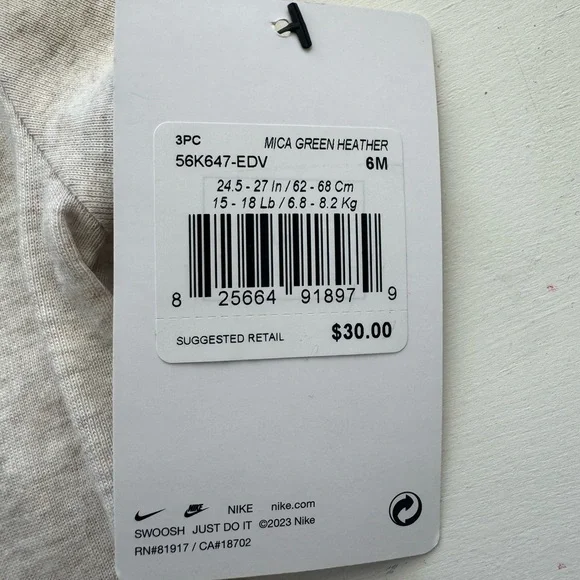 3PC MICA GREEN HEATHER
56K647-EDV 6M
24.5 - 27 In / 62 - 68 Cm
15 - 18 Lb / 6.8 - 8.2 Kg
8 25664 91897 9
SUGGESTED RETAIL $30.00
NIKE NIKE nike.com
SWOOSH JUST DO IT ©2023 Nike
RN#81917 / CA#18702